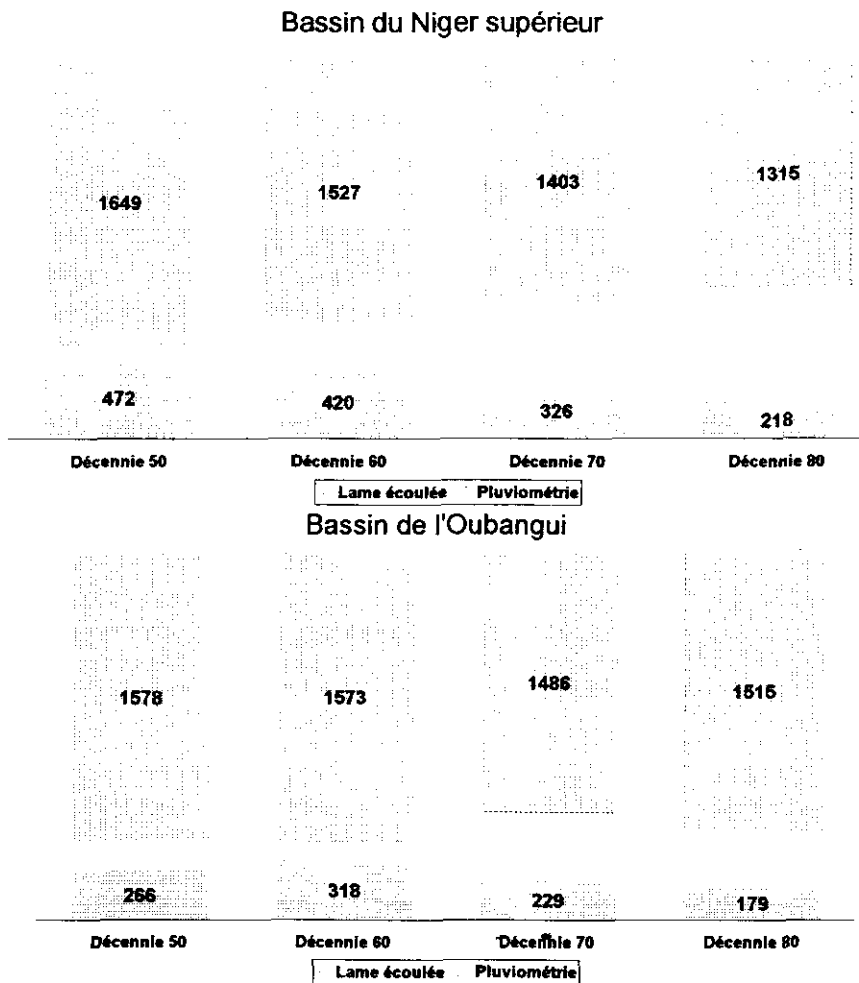 Bassin du Niger supérieur
1649 1527 1403 1315
472 420 326 218
Décennie 50 Décennie 60 Décennie 70 Décennie 80
Lame écoulée Pluviométrie
Bassin de l'Oubangui
1578 1573 1486 1515
266 318 229 179
Décennie 50 Décennie 60 Décennie 70 Décennie 80
Lame écoulée Pluviométrie